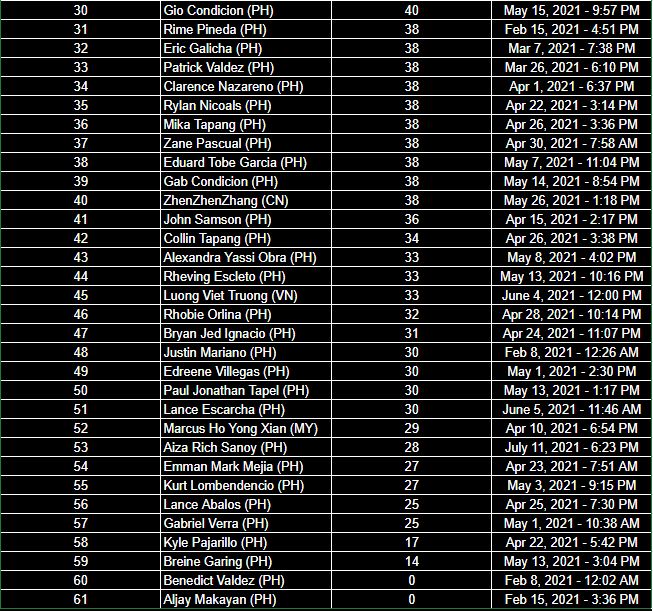 30 Gio Condicion (PH) 40 May 15, 2021 - 9:57 PM
31 Rime Pineda (PH) 38 Feb 15, 2021 - 4:51 PM
32 Eric Galicha (PH) 38 Mar 7, 2021 - 7:38 PM
33 Patrick Valdez (PH) 38 Mar 26, 2021 - 6:10 PM
34 Clarence Nazareno (PH) 38 Apr 1, 2021 - 6:37 PM
35 Rylan Nicoals (PH) 38 Apr 22, 2021 - 3:14 PM
36 Mika Tapang (PH) 38 Apr 26, 2021 - 3:36 PM
37 Zane Pascual (PH) 38 Apr 30, 2021 - 7:58 AM
38 Eduard Tobe Garcia (PH) 38 May 7, 2021 - 11:04 PM
39 Gab Condicion (PH) 38 May 14, 2021 - 8:54 PM
40 ZhenZhenZhang (CN) 38 May 26, 2021 - 1:18 PM
41 John Samson (PH) 36 Apr 15, 2021 - 2:17 PM
42 Collin Tapang (PH) 34 Apr 26, 2021 - 3:38 PM
43 Alexandra Yassi Obra (PH) 33 May 8, 2021 - 4:02 PM
44 Rheving Escleto (PH) 33 May 13, 2021 - 10:16 PM
45 Luong Viet Truong (VN) 33 June 4, 2021 - 12:00 PM
46 Rhobie Orlina (PH) 32 Apr 28, 2021 - 10:14 PM
47 Bryan Jed Ignacio (PH) 31 Apr 24, 2021 - 11:07 PM
48 Justin Mariano (PH) 30 Feb 8, 2021 - 12:26 AM
49 Edreene Villegas (PH) 30 May 1, 2021 - 2:30 PM
50 Paul Jonathan Tapel (PH) 30 May 13, 2021 - 1:17 PM
51 Lance Escarcha (PH) 30 June 5, 2021 - 11:46 AM
52 Marcus Ho Yong Xian (MY) 29 Apr 10, 2021 - 6:54 PM
53 Aiza Rich Sanoy (PH) 28 July 11, 2021 - 6:23 PM
54 Emman Mark Mejia (PH) 27 Apr 23, 2021 - 7:51 AM
55 Kurt Lombendencio (PH) 27 May 3, 2021 - 9:15 PM
56 Lance Abalos (PH) 25 Apr 25, 2021 - 7:30 PM
57 Gabriel Verra (PH) 25 May 1, 2021 - 10:38 AM
58 Kyle Pajarillo (PH) 17 Apr 22, 2021 - 5:42 PM
59 Breine Garing (PH) 14 May 13, 2021 - 3:04 PM
60 Benedict Valdez (PH) 0 Feb 8, 2021 - 12:02 AM
61 Aljay Makayan (PH) 0 Feb 15, 2021 - 3:36 PM